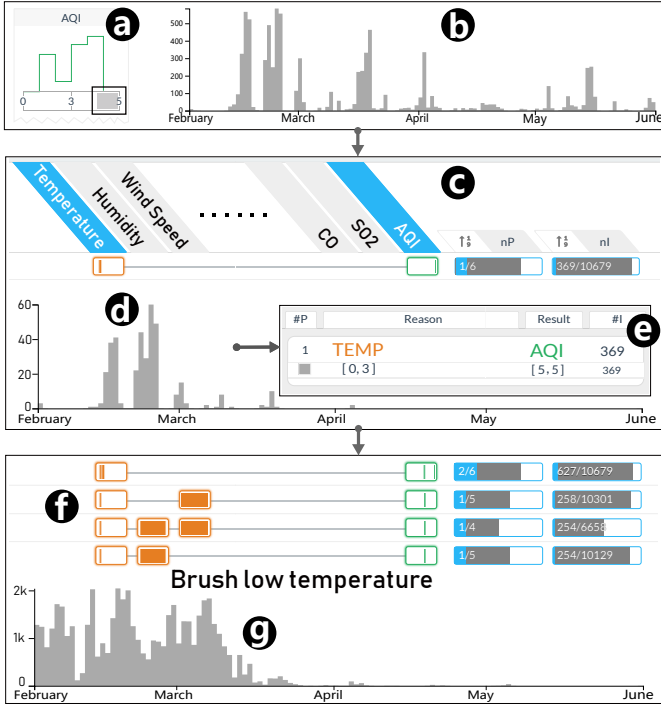 AQI
a
0 3 5
b
500
400
300
200
100
0
February March April May June
c
Temperature
Humidity
Wind Speed
......
CO
SO2
AQI
nP nI
1/6 369/10679
d
60
40
20
0
February March April May June
e
#P Reason Result #I
1 TEMP AQI 369
[0,3] [5,5] 369
f
2/6 627/10679
1/5 258/10301
1/4 254/6658
1/5 254/10129
Brush low temperature
g
2k
1k
0
February March April May June